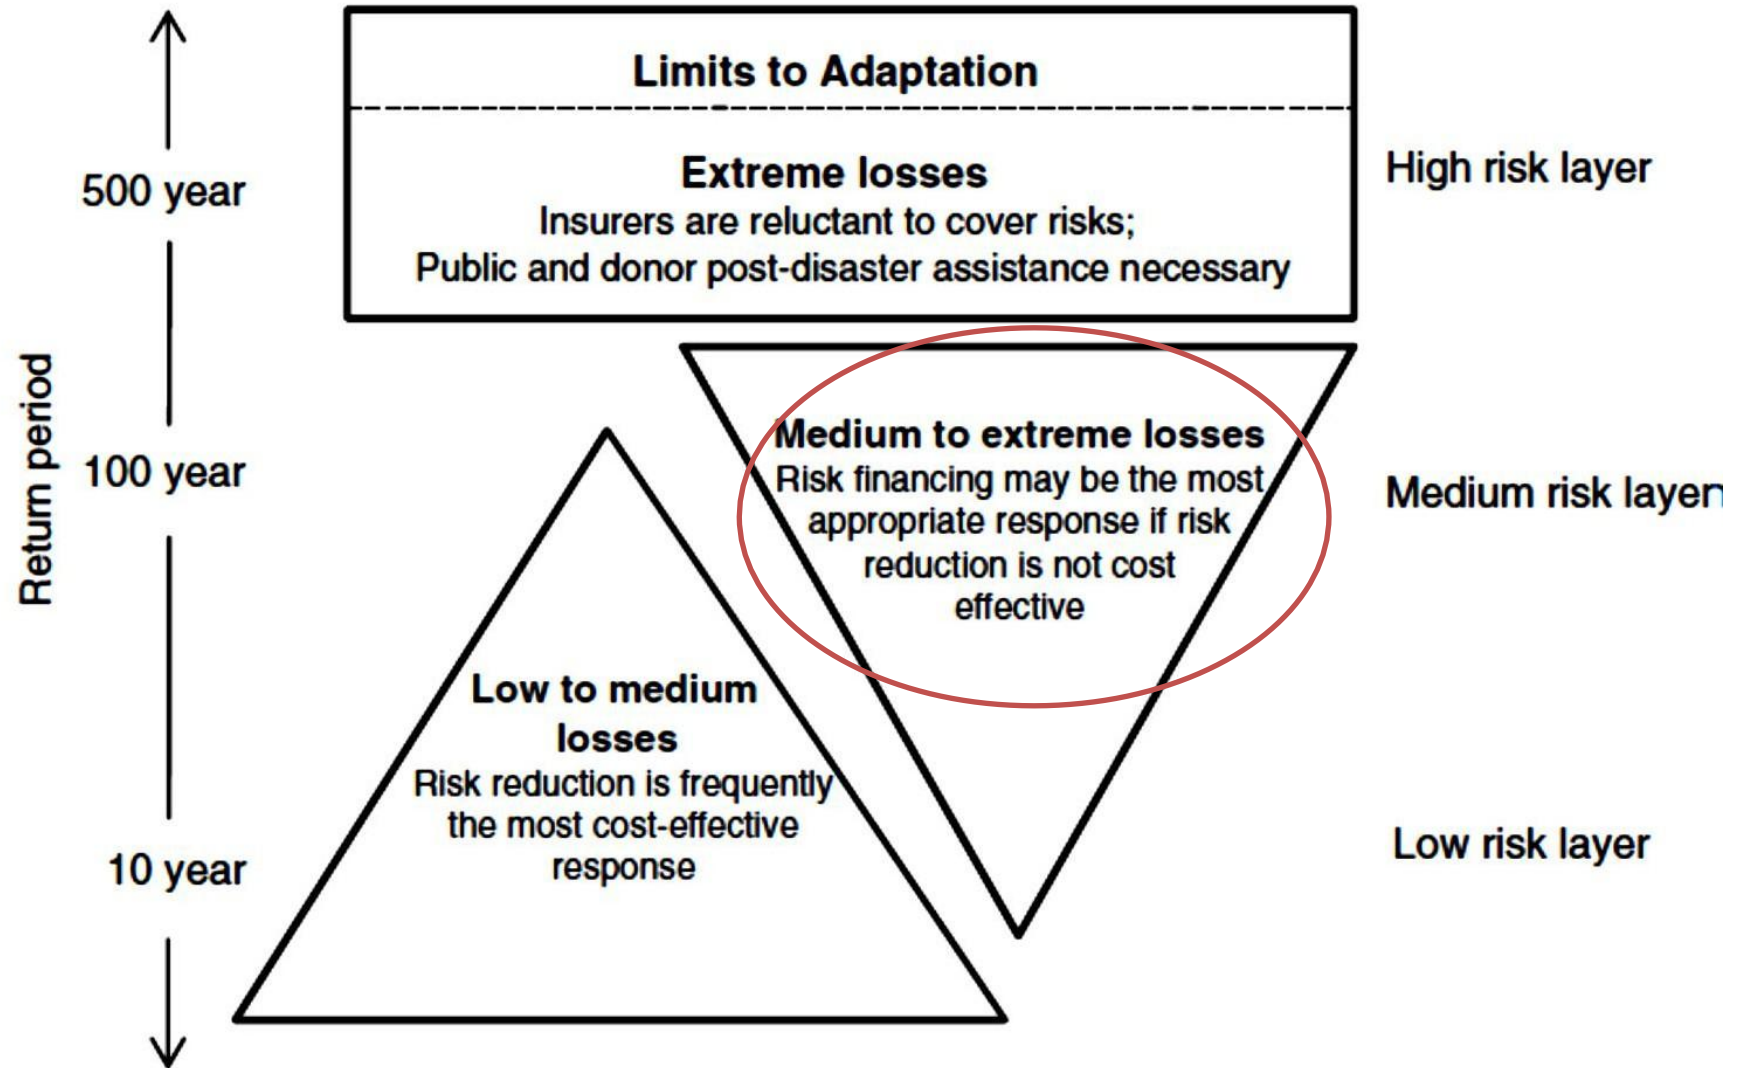 Limits to Adaptation
Extreme losses
Insurers are reluctant to cover risks;
Public and donor post-disaster assistance necessary
High risk layer
500 year
Return period
100 year
Medium to extreme losses
Risk financing may be the most
appropriate response if risk
reduction is not cost
effective
Medium risk layer
Low to medium
losses
Risk reduction is frequently
the most cost-effective
response
10 year
Low risk layer